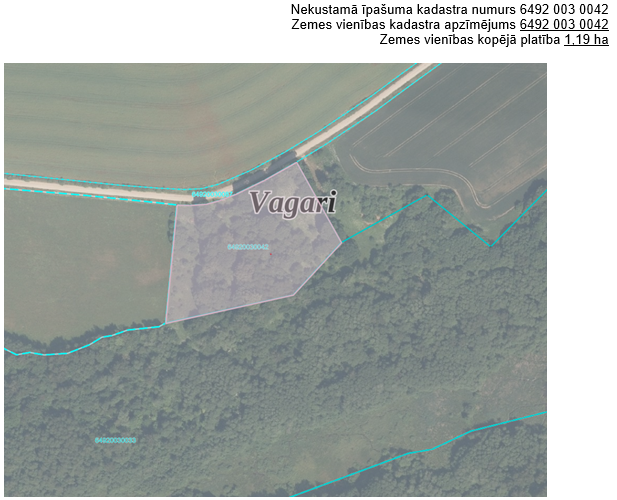 Nekustamā īpašuma kadastra numurs 6492 003 0042
Zemes vienības kadastra apzīmējums 6492 003 0042
Zemes vienības kopējā platība 1,19 ha
Vagari
64920030042